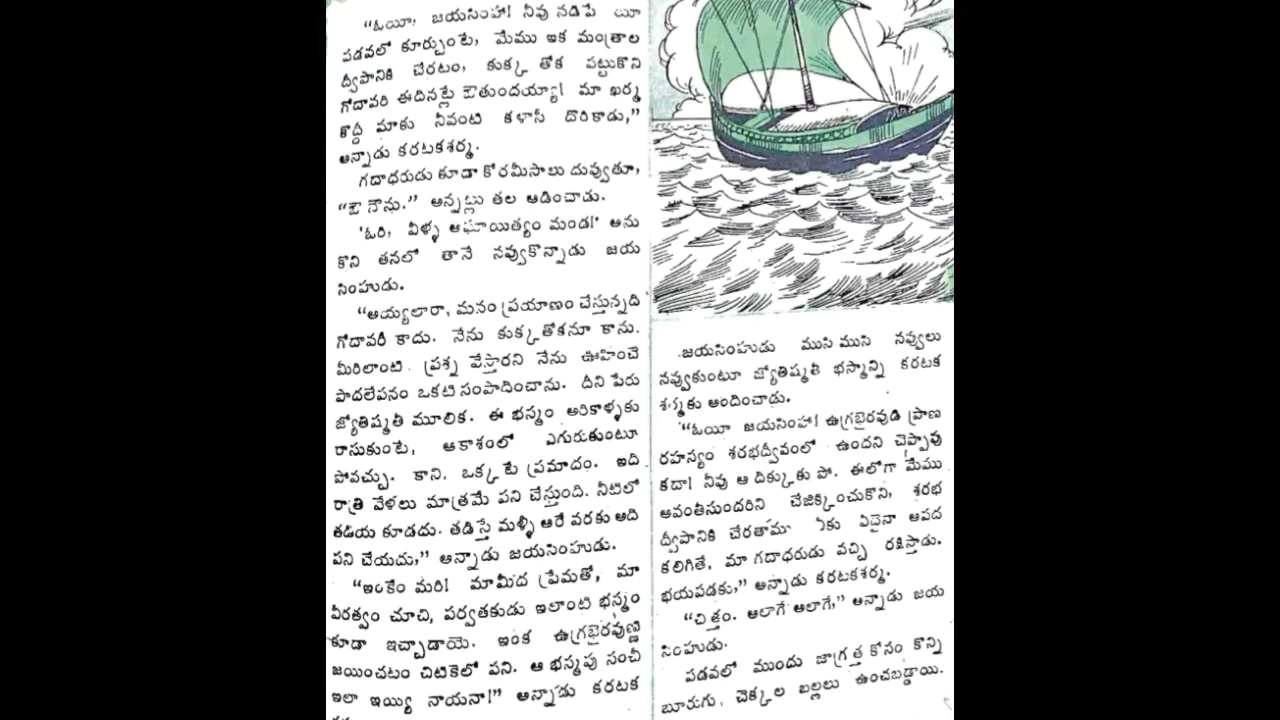 “ఓయీ, జయసింహా! నీవు నడిపే యీ
పడవలో కూర్చుంటే, మేము ఇక మంత్రాల
ద్వీపానికి చేరటం, కుక్క తోక పట్టుకొని
గోదావరి ఈదినట్లే ఔతుందయ్యా! మా ఖర్మ
కొద్దీ మాకు నీవంటి కళాసీ దొరికాడు,”
అన్నాడు కరటకశర్మ.
గదాధరుడు కూడా కోరమీసాలు దువ్వుతూ,
“ఔ నౌను.” అన్నట్లు తల ఆడించాడు.
'ఓరి, వీళ్ళ అఘాయిత్యం మండ!' అను
కొని తనలో తానే నవ్వుకొన్నాడు జయ
సింహుడు.
“అయ్యలారా, మనం ప్రయాణం చేస్తున్నది
గోదావరీ కాదు. నేను కుక్కతోకనూ కాను.
మీరిలాంటి ప్రశ్న వేస్తారని నేను ఊహించే
పాదలేపనం ఒకటి సంపాదించాను. దీని పేరు
జ్యోతిష్మతీ మూలిక. ఈ భస్మం అరికాళ్ళకు
రాసుకుంటే, ఆకాశంలో ఎగురుకుంటూ
పోవచ్చు. కాని, ఒక్కటే ప్రమాదం. ఇది
రాత్రి వేళలు మాత్రమే పని చేస్తుంది. నీటిలో
తడియ కూడదు. తడిస్తే మళ్ళీ ఆరే వరకు అది
పని చేయదు,” అన్నాడు జయసింహుడు.
“ఇంకేం మరి! మామీద ప్రేమతో, మా
వీరత్వం చూచి, పర్వతకుడు ఇలాంటి భస్మం
కూడా ఇచ్చాడాయె. ఇంక ఉగ్రభైరవుణ్ణి
జయించటం చిటికెలో పని. ఆ భస్మపు సంచీ
ఇలా ఇయ్యి నాయనా!” అన్నాడు కరటక
జయసింహుడు ముసి ముసి నవ్వులు
నవ్వుకుంటూ జ్యోతిష్మతీ భస్మాన్ని కరటక
శర్మకు అందించాడు.
“ఓయీ జయసింహా! ఉగ్రభైరవుడి ప్రాణ
రహస్యం శరభద్వీపంలో ఉందని చెప్పావు
కదా! నీవు ఆ దిక్కుకు పో. ఈలోగా మేము
అవంతీసుందరిని చేజిక్కించుకొని, శరభ
ద్వీపానికి చేరతాము ఏదైనా ఆపద
కలిగితే, మా గదాధరుడు వచ్చి రక్షిస్తాడు.
భయపడకు,” అన్నాడు కరటకశర్మ.
“చిత్తం. అలాగే అలాగే,” అన్నాడు జయ
సింహుడు.
పడవలో ముందు జాగ్రత్త కోసం కొన్ని
బూరుగు, చెక్కల బల్లలు ఉంచబడ్డాయి.